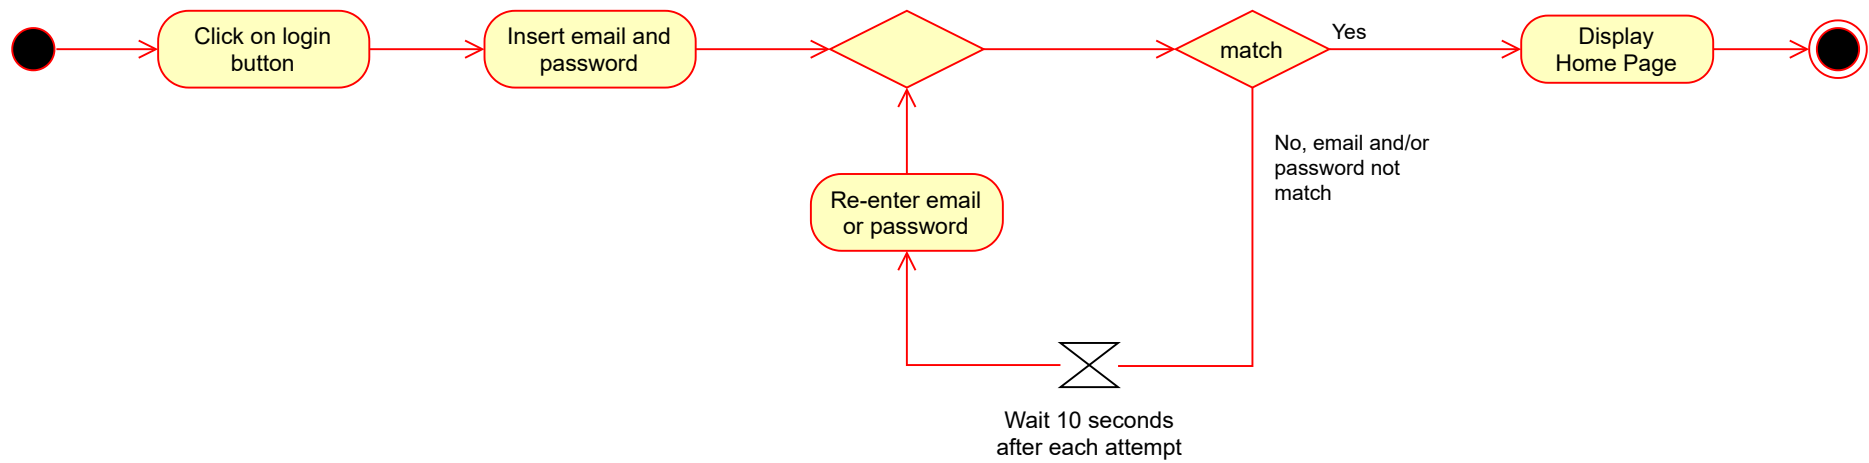 Click on login
button
Insert email and
password
match
Yes
Display
Home Page
No, email and/or
password not
match
Re-enter email
or password
Wait 10 seconds
after each attempt